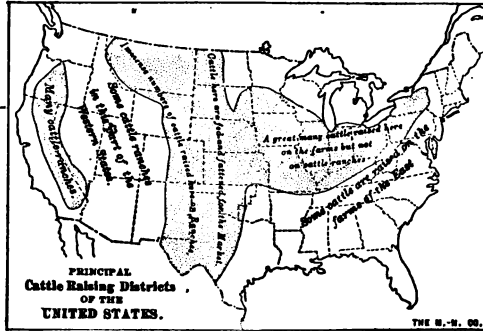 Many cattle ranches
Some cattle ranches
in this part of the
Western States.
Immense numbers of cattle raised here on Ranches.
Cattle here are fed and fattened for the Market.
A great many cattle raised here
on the farms but not
on cattle ranches
Some cattle are raised on the
farms of the East
PRINCIPAL
Cattle Raising Districts
OF THE
UNITED STATES.
THE M.-N. CO.